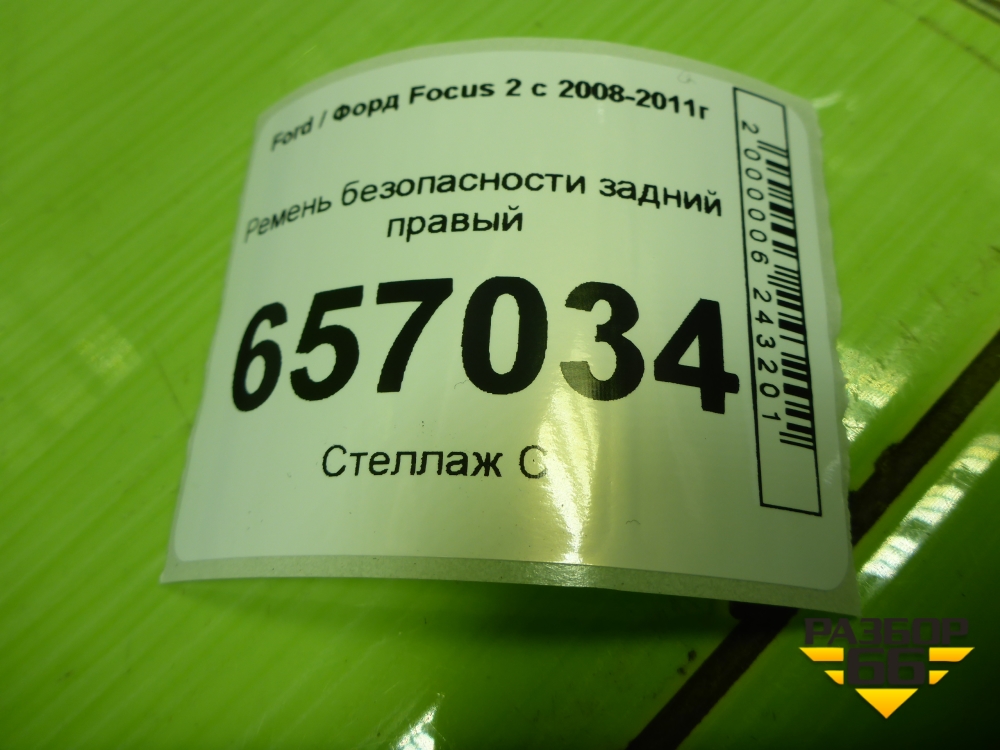 Ford / Форд Focus 2 с 2008-2011г
Ремень безопасности задний
правый
657034
Стеллаж С
2000006243201
РАЗБОР
66